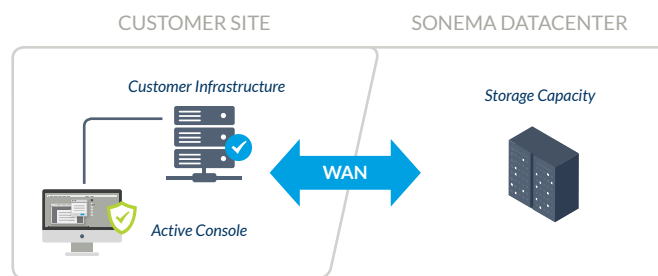 CUSTOMER SITE
SONEMA DATACENTER
Customer Infrastructure
Storage Capacity
WAN
Active Console